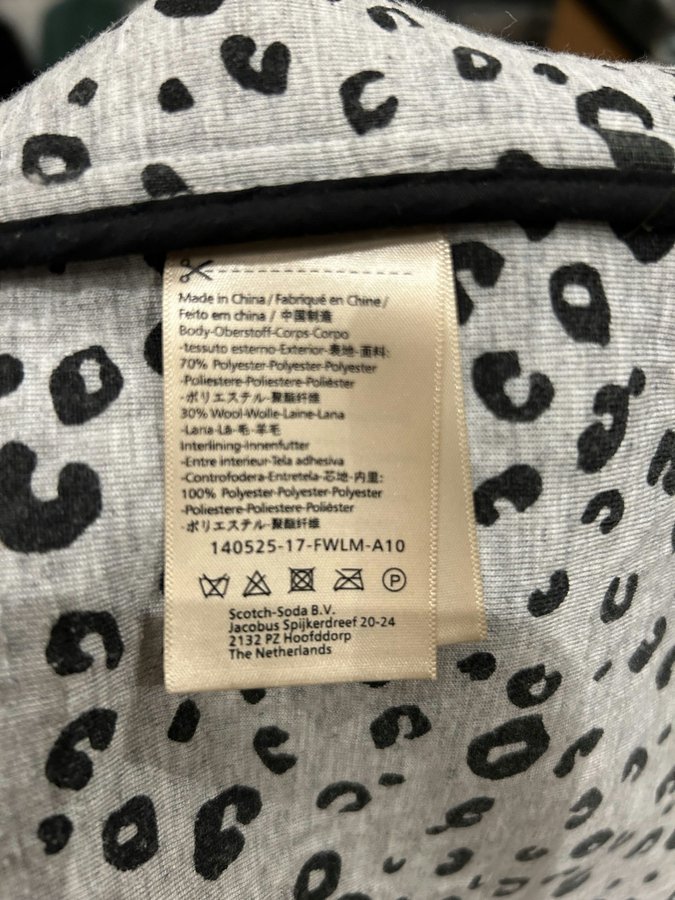 Made in China / Fabriqué en Chine /
Feito em china / 中国制造
Body-Oberstoff-Corps-Corpo
-tessuto esterno-Exterior-表地-面料:
70% Polyester-Polyester-Polyester
-Poliestere-Poliestere-Poliéster
-ポリエステル-聚酯纤维
30% Wool-Wolle-Laine-Lana
-Lana-Lã-毛-羊毛
Interlining-Innenfutter
-Entre interieur-Tela adhesiva
-Controfodera-Entretela-芯地-内里:
100% Polyester-Polyester-Polyester
-Poliestere-Poliestere-Poliéster
-ポリエステル-聚酯纤维
140525-17-FWLM-A10
P
Scotch-Soda B.V.
Jacobus Spijkerdreef 20-24
2132 PZ Hoofddorp
The Netherlands